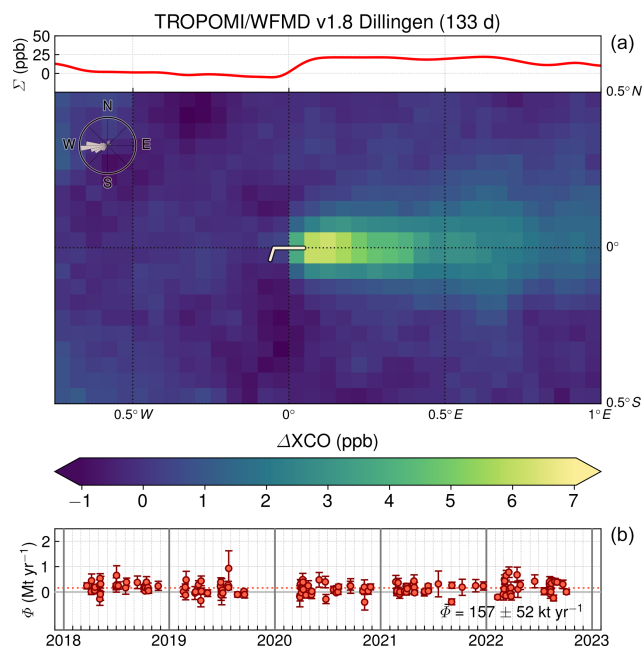 TROPOMI/WFMD v1.8 Dillingen (133 d)
(a)
50
25
0
Σ (ppb)
0.5°N
N
W E
S
0°
0.5°S
0.5°W 0° 0.5°E 1°E
ΔXCO (ppb)
−1 0 1 2 3 4 5 6 7
(b)
2
1
0
Φ (Mt yr⁻¹)
Φ̄ = 157 ± 52 kt yr⁻¹
2018 2019 2020 2021 2022 2023